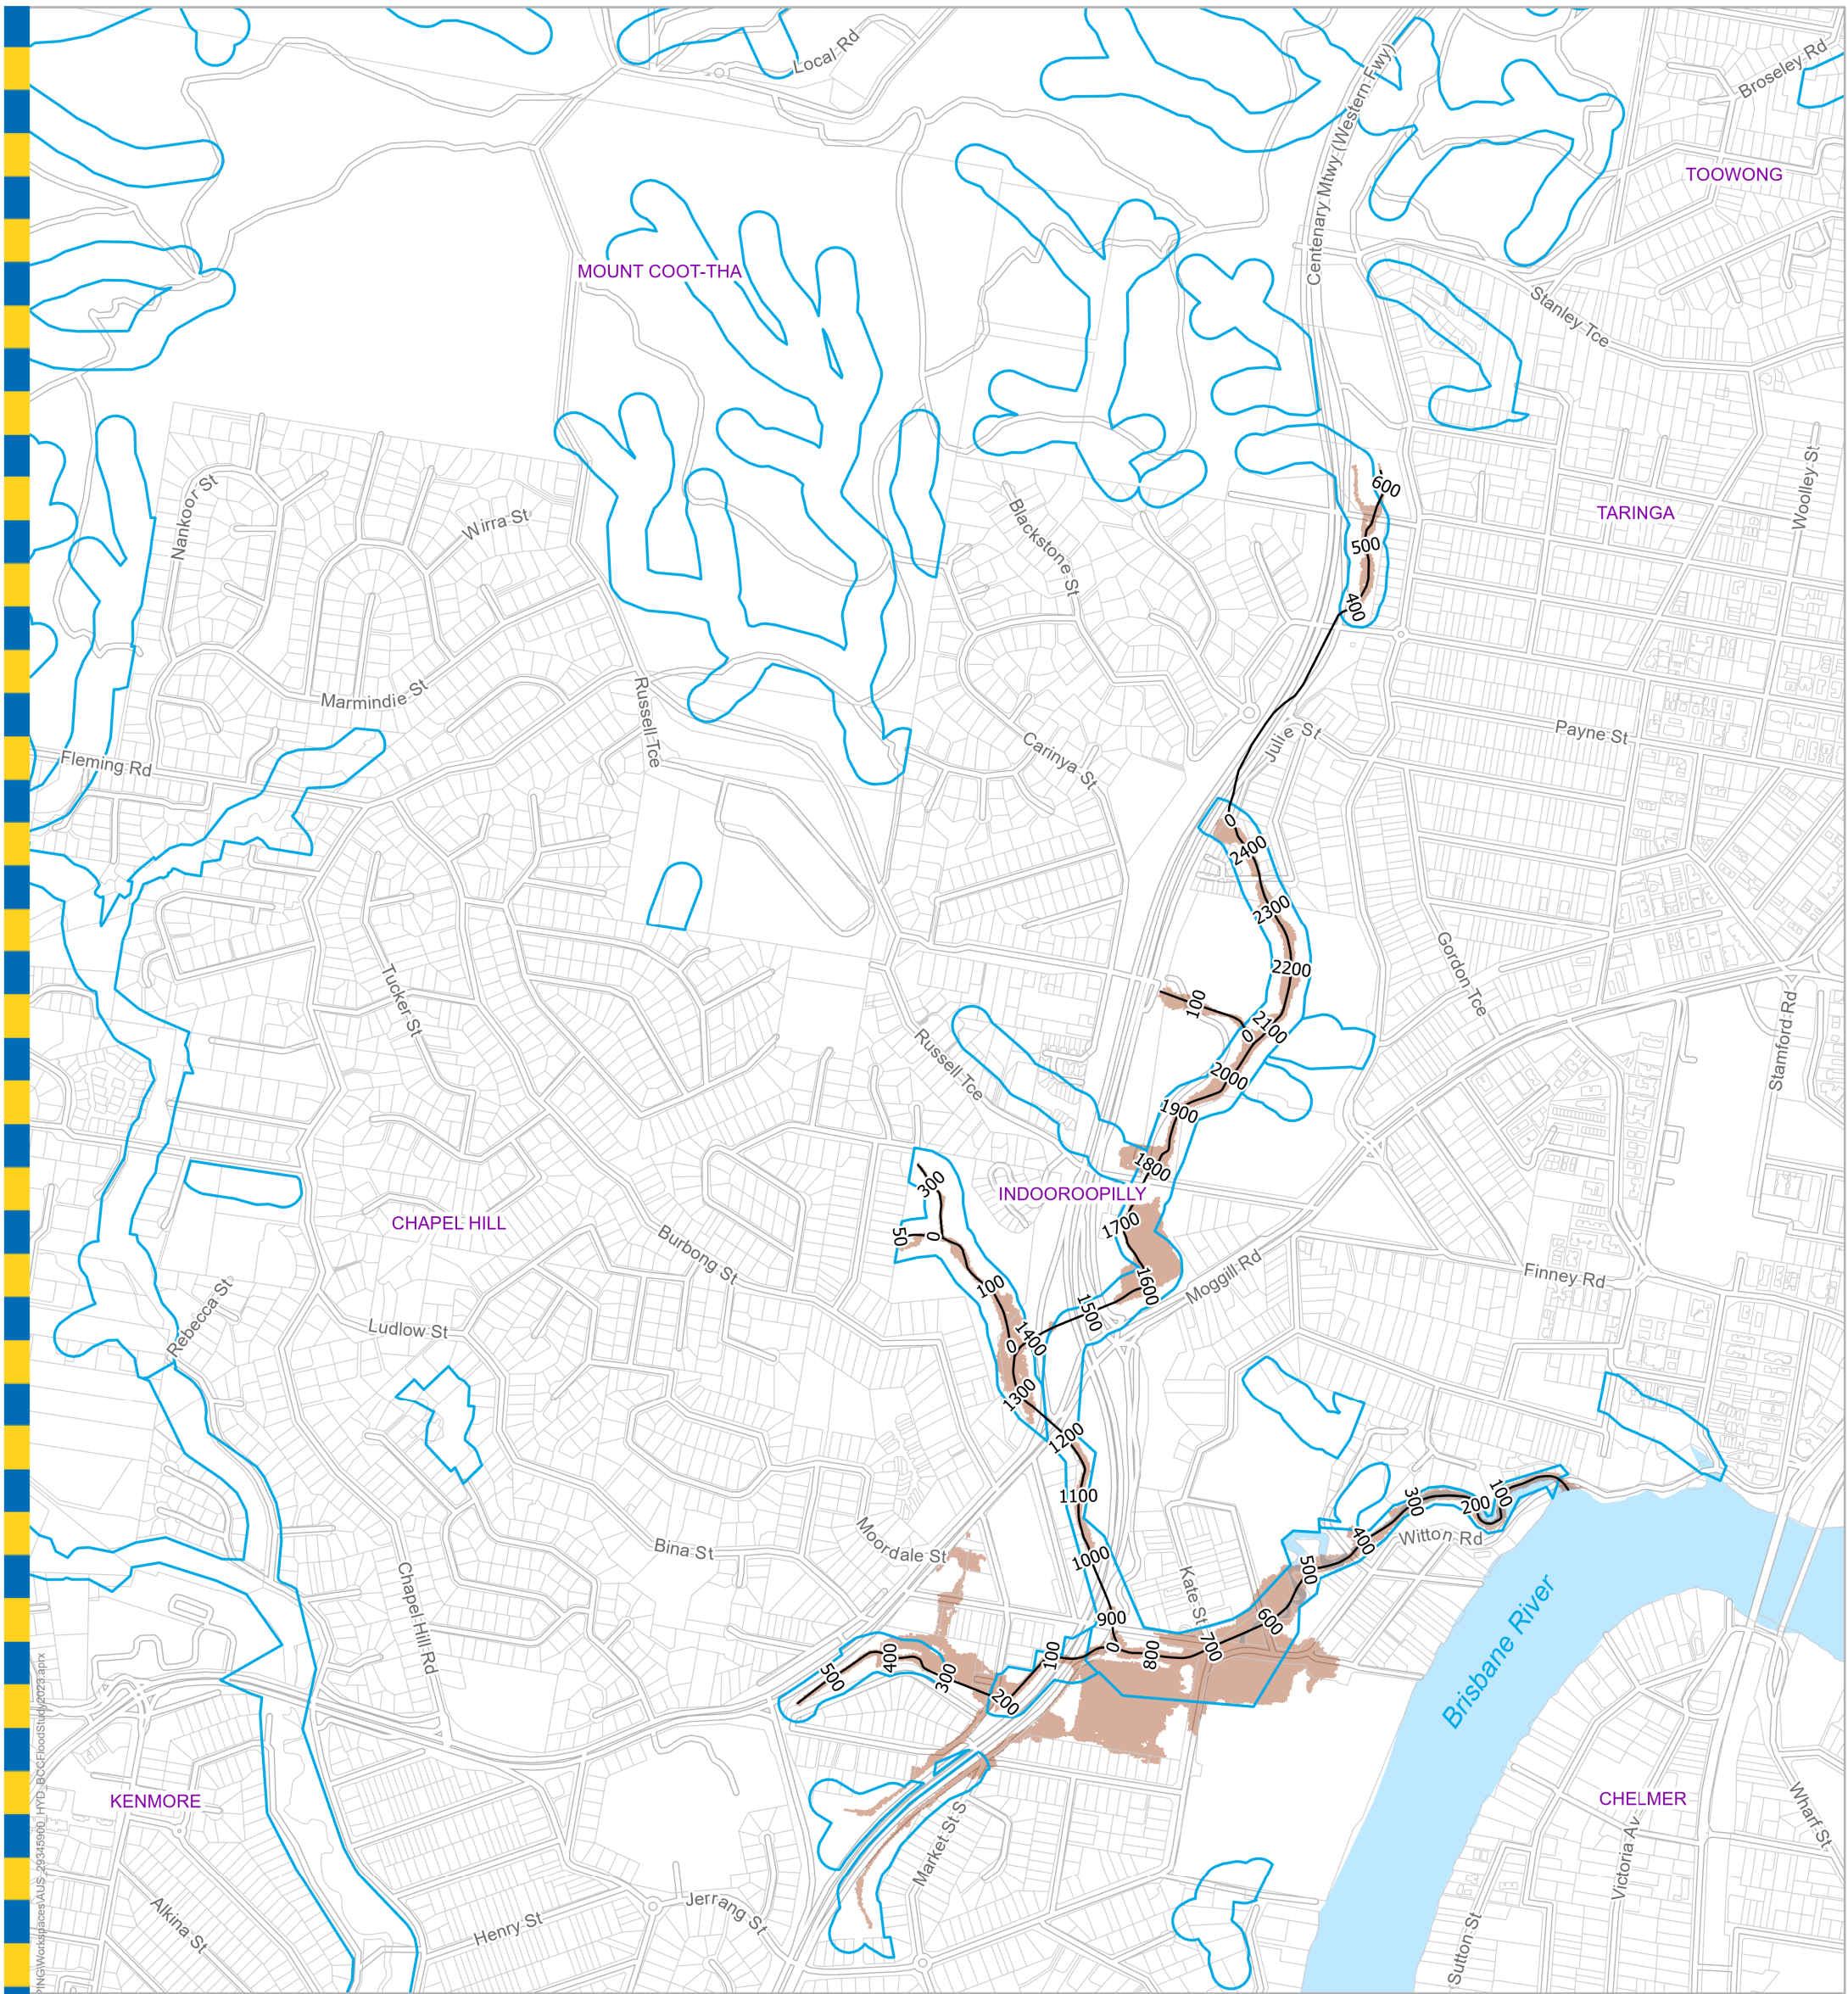 Local Rd
Broseley Rd
Centenary Mtwy (Western Fwy)
TOOWONG
MOUNT COOT-THA
Stanley Tce
Nankoor St
Wirra St
Blackstone St
Woolley St
600
TARINGA
500
400
Marmindie St
Russell Tce
Fleming Rd
Carinya St
Julie St
Payne St
0
2400
2300
Tucker St
2200
Gordon Tce
100
2100
0
Russell Tce
2000
Stamford Rd
1900
1800
300
INDOOROOPILLY
CHAPEL HILL
50
0
1700
Burbong St
Moggill Rd
Finney Rd
100
1600
1500
Rebecca St
Ludlow St
1400
0
1300
1200
1100
300
200
100
400
Witton Rd
Bina St
Moordale St
1000
500
Chapel Hill Rd
Kate St
900
600
Brisbane River
500
400
300
100
0
800
700
200
KENMORE
CHELMER
Market St S
Wharf St
Victoria Av
Alkina St
Henry St
Jerrang St
Sutton St
PING\Workspaces\AUS_29345900_HYD_BCCFloodStudy2023.aprx